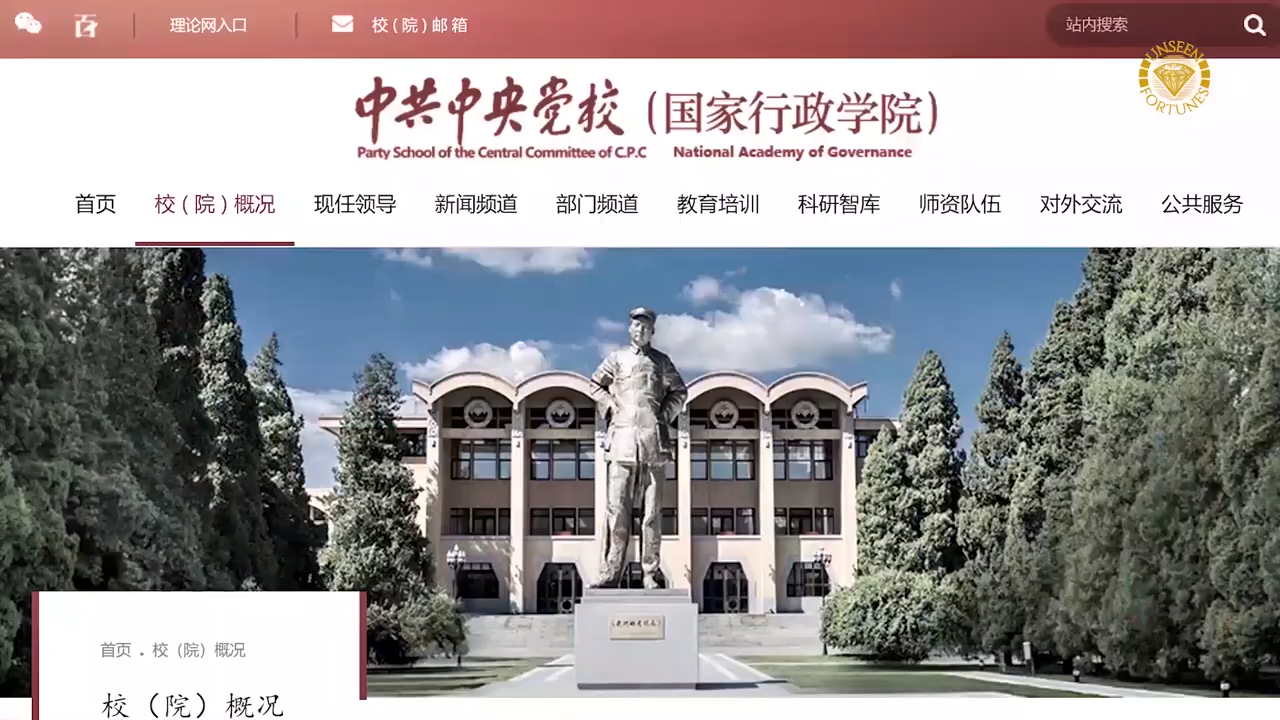 理论网入口
校(院)邮箱
站内搜索
UNSEEN
FORTUNES
中共中央党校(国家行政学院)
Party School of the Central Committee of C.P.C National Academy of Governance
首页 校(院)概况 现任领导 新闻频道 部门频道 教育培训 科研智库 师资队伍 对外交流 公共服务
首页 . 校(院)概况
校(院)概况